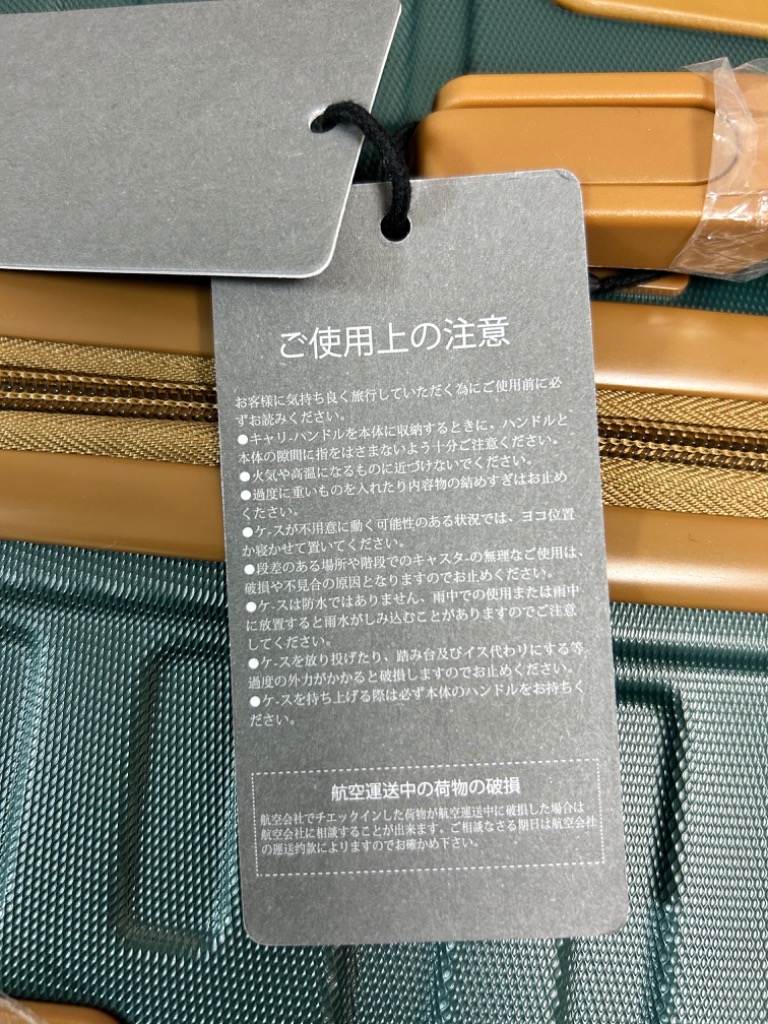 ご使用上の注意
お客様に気持ち良く旅行していただく為にご使用前に必
ずお読みください。
●キャリ-ハンドルを本体に収納するときに、ハンドルと
本体の隙間に指をはさまないよう十分ご注意ください。
●火気や高温になるものに近づけないでください。
●過度に重いものを入れたり内容物の詰めすぎはお止め
ください。
●ケ-スが不用意に動く可能性のある状況では、ヨコ位置
か寝かせて置いてください。
●段差のある場所や階段でのキャスタ-の無理なご使用は、
破損や不見合の原因となりますのでお止めください。
●ケ-スは防水ではありません、雨中での使用または雨中
に放置すると雨水がしみ込むことがありますのでご注意
してください。
●ケ-スを放り投げたり、踏み台及びイス代わりにする等
過度の外力がかかると破損しますのでお止めください。
●ケ-スを持ち上げる際は必ず本体のハンドルをお持ちく
ださい。
航空運送中の荷物の破損
航空会社でチエックインした荷物が航空運送中に破損した場合は
航空会社に相談することが出来ます。ご相談なさる期日は航空会社
の運送约款によりますのでお確かめ下さい。